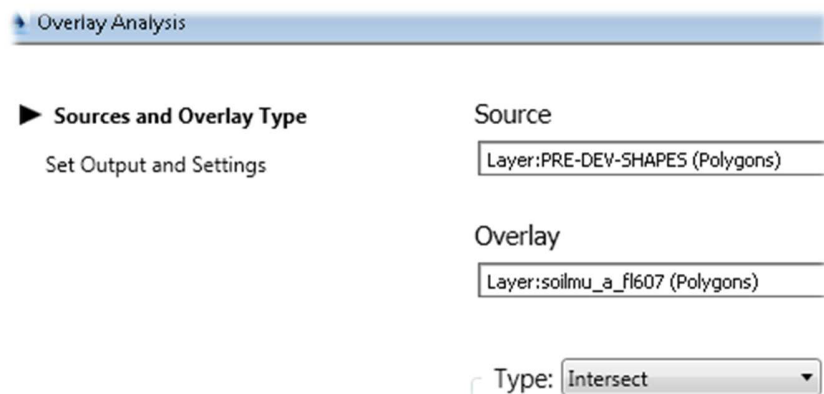 Overlay Analysis
Sources and Overlay Type
Set Output and Settings
Source
Layer:PRE-DEV-SHAPES (Polygons)
Overlay
Layer:soilmu_a_fl607 (Polygons)
Type: Intersect